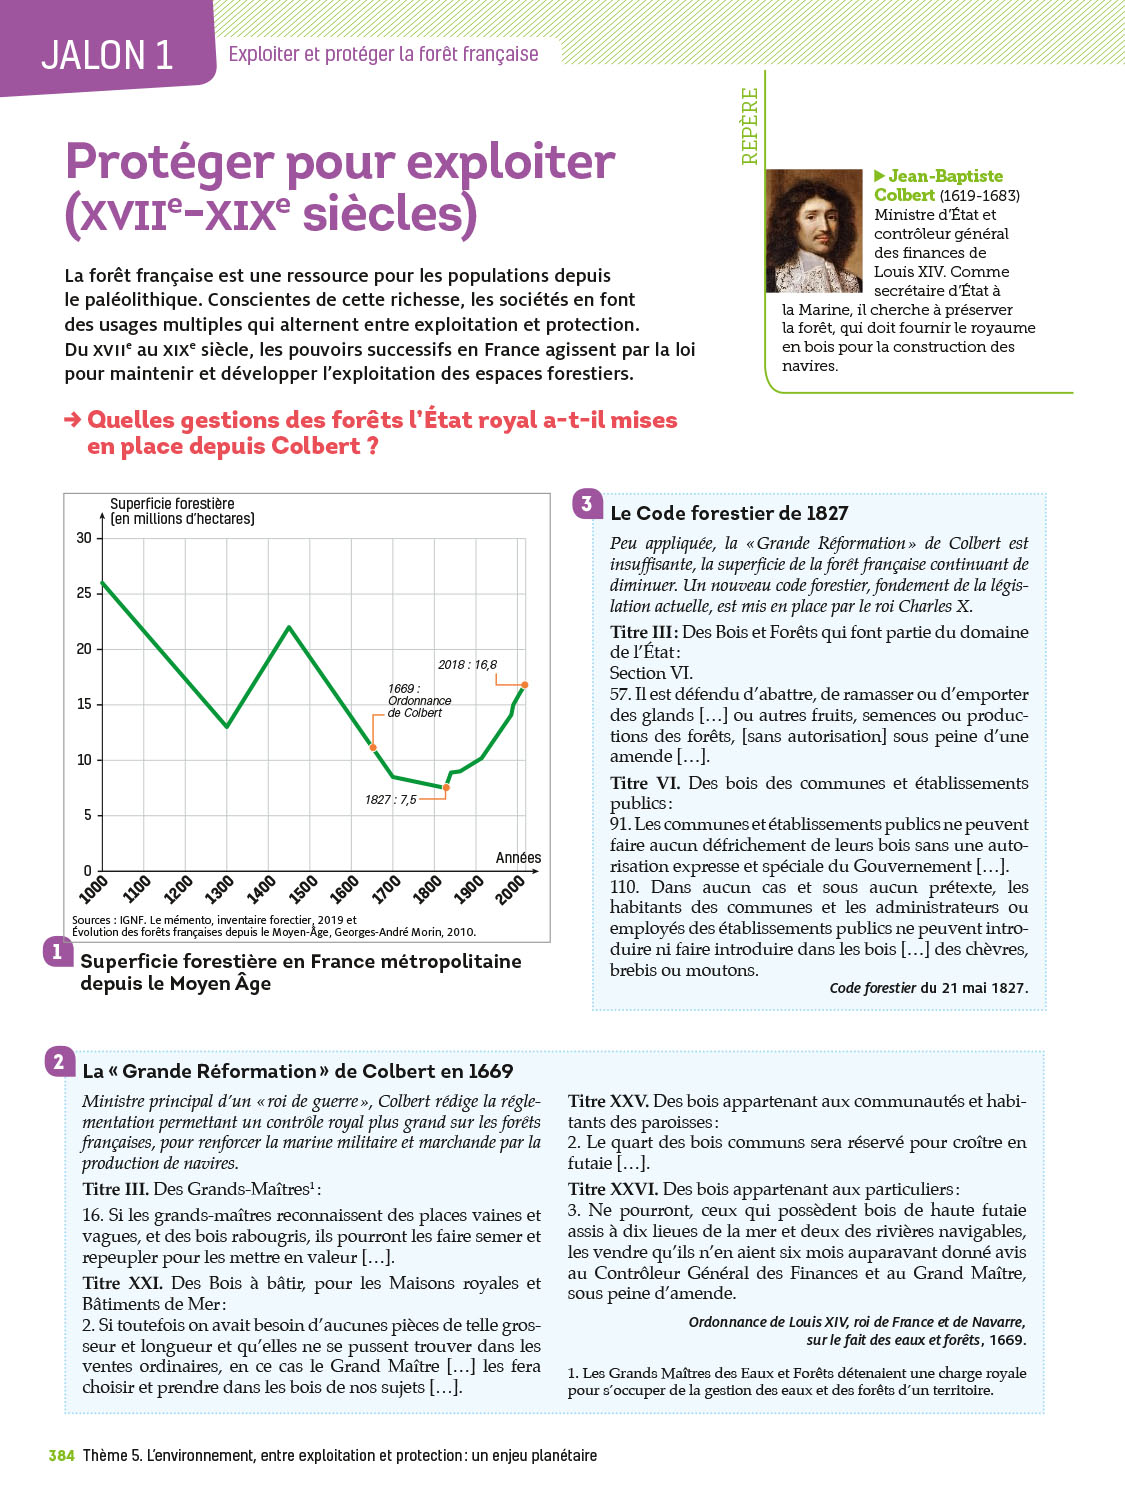 JALON 1
Exploiter et protéger la forêt française
Protéger pour exploiter
(XVIIe-XIXe siècles)
La forêt française est une ressource pour les populations depuis
le paléolithique. Conscientes de cette richesse, les sociétés en font
des usages multiples qui alternent entre exploitation et protection.
Du XVIIe au XIXe siècle, les pouvoirs successifs en France agissent par la loi
pour maintenir et développer l'exploitation des espaces forestiers.
→ Quelles gestions des forêts l'État royal a-t-il mises
en place depuis Colbert ?
REPÈRE
▶ Jean-Baptiste
Colbert (1619-1683)
Ministre d'État et
contrôleur général
des finances de
Louis XIV. Comme
secrétaire d'État à
la Marine, il cherche à préserver
la forêt, qui doit fournir le royaume
en bois pour la construction des
navires.
Superficie forestière
(en millions d'hectares)
30
25
20
15
10
5
0
2018 : 16,8
1669 :
Ordonnance
de Colbert
1827 : 7,5
Années
1000 1100 1200 1300 1400 1500 1600 1700 1800 1900 2000
Sources : IGNF. Le mémento, inventaire forectier, 2019 et
Évolution des forêts françaises depuis le Moyen-Âge, Georges-André Morin, 2010.
1
Superficie forestière en France métropolitaine
depuis le Moyen Âge
3
Le Code forestier de 1827
Peu appliquée, la « Grande Réformation » de Colbert est
insuffisante, la superficie de la forêt française continuant de
diminuer. Un nouveau code forestier, fondement de la légis-
lation actuelle, est mis en place par le roi Charles X.
Titre III : Des Bois et Forêts qui font partie du domaine
de l'État :
Section VI.
57. Il est défendu d'abattre, de ramasser ou d'emporter
des glands […] ou autres fruits, semences ou produc-
tions des forêts, [sans autorisation] sous peine d'une
amende […].
Titre VI. Des bois des communes et établissements
publics :
91. Les communes et établissements publics ne peuvent
faire aucun défrichement de leurs bois sans une auto-
risation expresse et spéciale du Gouvernement […].
110. Dans aucun cas et sous aucun prétexte, les
habitants des communes et les administrateurs ou
employés des établissements publics ne peuvent intro-
duire ni faire introduire dans les bois […] des chèvres,
brebis ou moutons.
Code forestier du 21 mai 1827.
2
La « Grande Réformation » de Colbert en 1669
Ministre principal d'un « roi de guerre », Colbert rédige la régle-
mentation permettant un contrôle royal plus grand sur les forêts
françaises, pour renforcer la marine militaire et marchande par la
production de navires.
Titre III. Des Grands-Maîtres1 :
16. Si les grands-maîtres reconnaissent des places vaines et
vagues, et des bois rabougris, ils pourront les faire semer et
repeupler pour les mettre en valeur […].
Titre XXI. Des Bois à bâtir, pour les Maisons royales et
Bâtiments de Mer :
2. Si toutefois on avait besoin d'aucunes pièces de telle gros-
seur et longueur et qu'elles ne se pussent trouver dans les
ventes ordinaires, en ce cas le Grand Maître […] les fera
choisir et prendre dans les bois de nos sujets […].
Titre XXV. Des bois appartenant aux communautés et habi-
tants des paroisses :
2. Le quart des bois communs sera réservé pour croître en
futaie […].
Titre XXVI. Des bois appartenant aux particuliers :
3. Ne pourront, ceux qui possèdent bois de haute futaie
assis à dix lieues de la mer et deux des rivières navigables,
les vendre qu'ils n'en aient six mois auparavant donné avis
au Contrôleur Général des Finances et au Grand Maître,
sous peine d'amende.
Ordonnance de Louis XIV, roi de France et de Navarre,
sur le fait des eaux et forêts, 1669.
1. Les Grands Maîtres des Eaux et Forêts détenaient une charge royale
pour s'occuper de la gestion des eaux et des forêts d'un territoire.
384 Thème 5. L'environnement, entre exploitation et protection : un enjeu planétaire